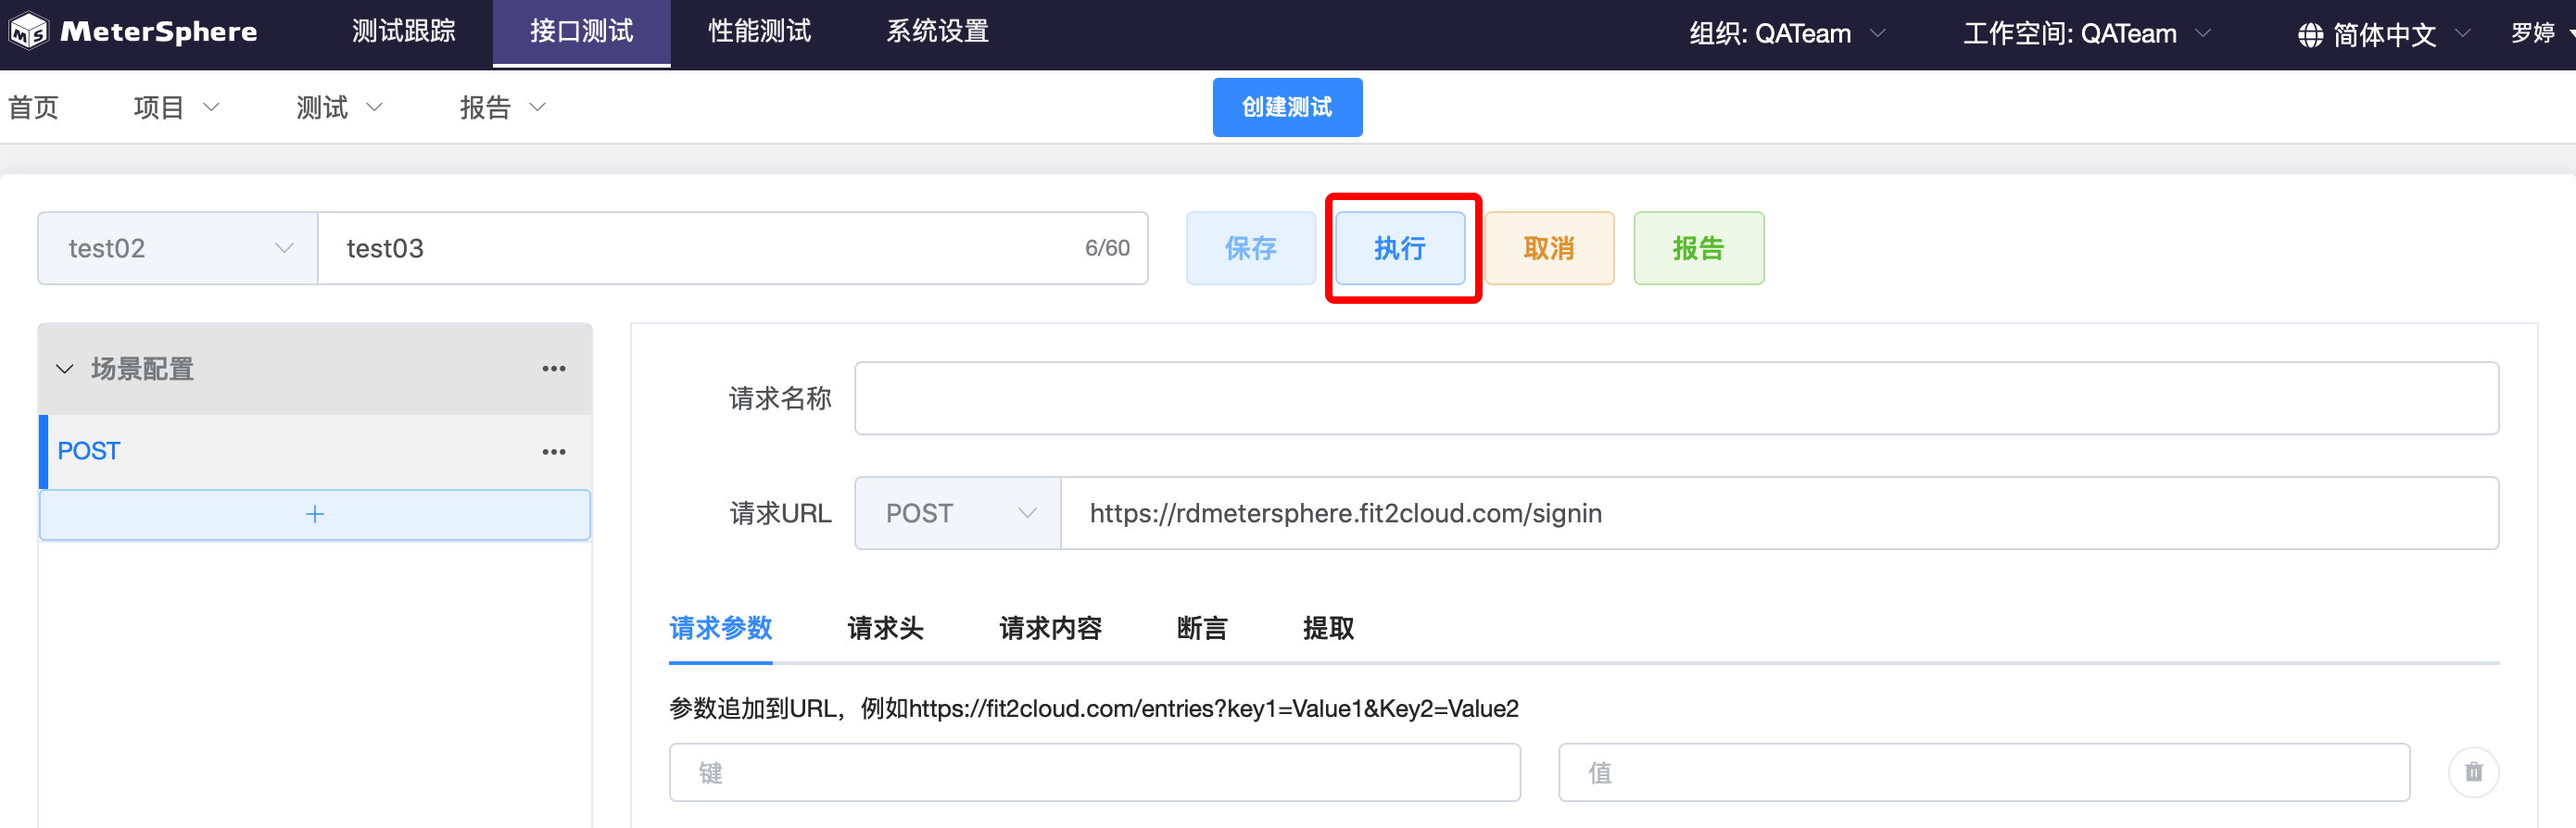 MS MeterSphere 测试跟踪 接口测试 性能测试 系统设置 组织: QATeam 工作空间: QATeam 简体中文 罗婷
首页 项目 测试 报告 创建测试
test02 test03 6/60 保存 执行 取消 报告
场景配置
请求名称
POST
请求URL POST https://rdmetersphere.fit2cloud.com/signin
请求参数 请求头 请求内容 断言 提取
参数追加到URL，例如https://fit2cloud.com/entries?key1=Value1&Key2=Value2
键 值